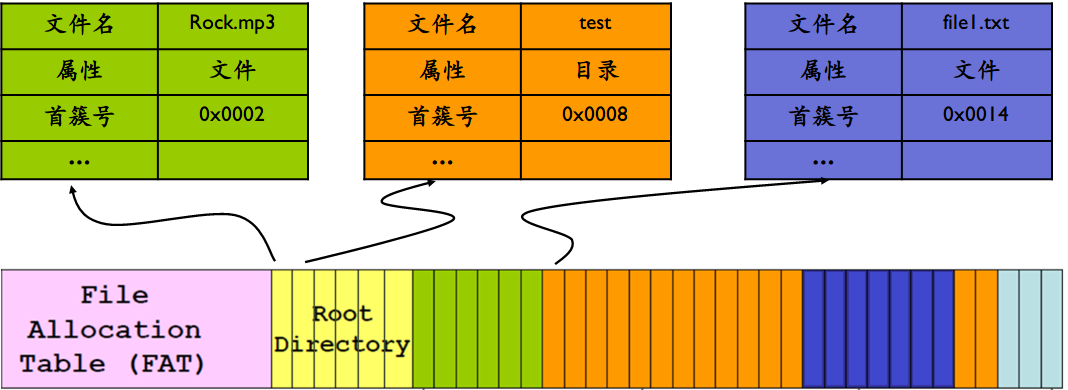 文件名 Rock.mp3
属性 文件
首簇号 0x0002
...
文件名 test
属性 目录
首簇号 0x0008
...
文件名 file1.txt
属性 文件
首簇号 0x0014
...
File
Allocation
Table (FAT)
Root
Directory